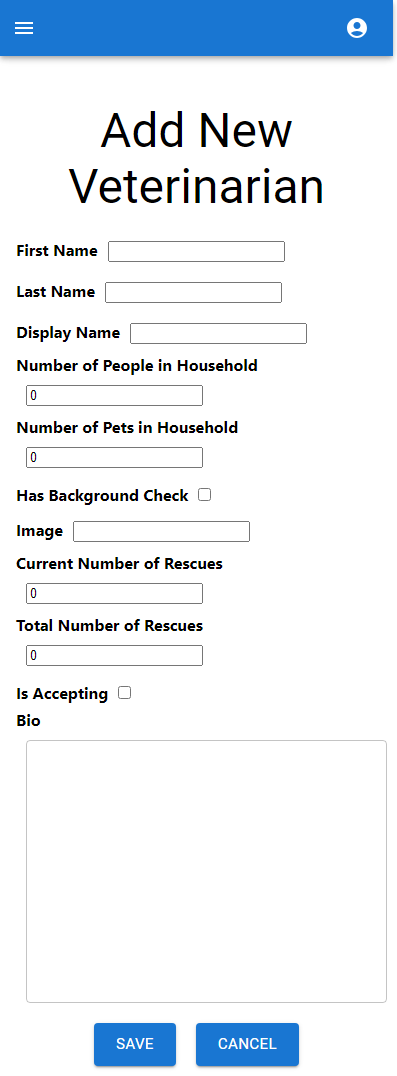 Add New
Veterinarian
First Name
Last Name
Display Name
Number of People in Household
0
Number of Pets in Household
0
Has Background Check
Image
Current Number of Rescues
0
Total Number of Rescues
0
Is Accepting
Bio
SAVE CANCEL